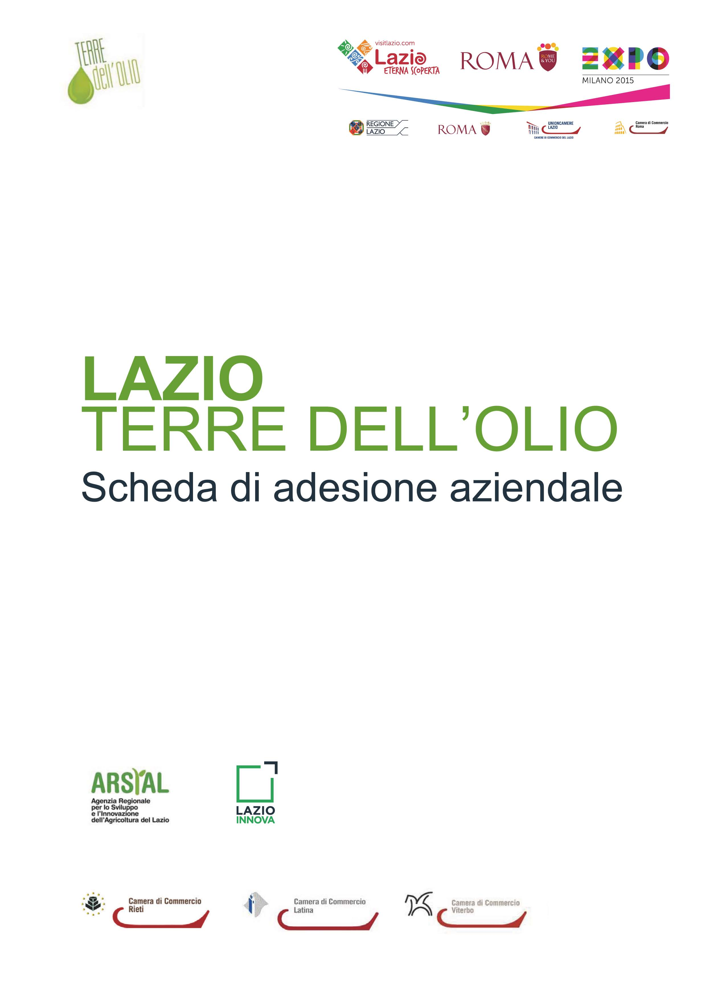 TERRE
dell'OLIO
visitlazio.com
Lazio
ETERNA SCOPERTA
ROMA
ROME
& YOU
EXPO
2015
MILANO 2015
REGIONE
LAZIO
ROMA
UNIONCAMERE
LAZIO
CAMERE DI COMMERCIO DEL LAZIO
Camera di Commercio
Roma
LAZIO
TERRE DELL’OLIO
Scheda di adesione aziendale
ARSIAL
Agenzia Regionale
per lo Sviluppo
e l'Innovazione
dell'Agricoltura del Lazio
LAZIO
INNOVA
Camera di Commercio
Rieti
Camera di Commercio
Latina
Camera di Commercio
Viterbo